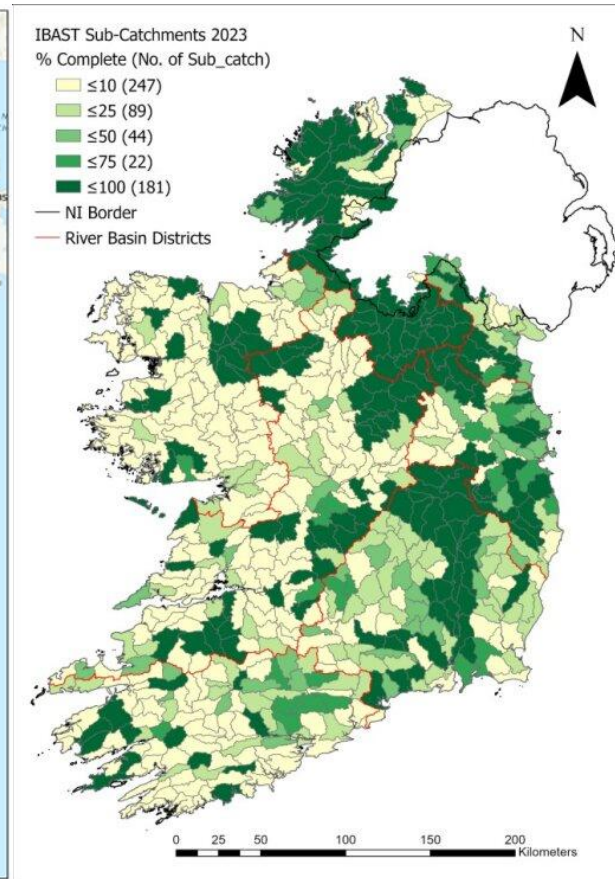 IBAST Sub-Catchments 2023
% Complete (No. of Sub_catch)
≤10 (247)
≤25 (89)
≤50 (44)
≤75 (22)
≤100 (181)
NI Border
River Basin Districts
N
0 25 50 100 150 200
Kilometers